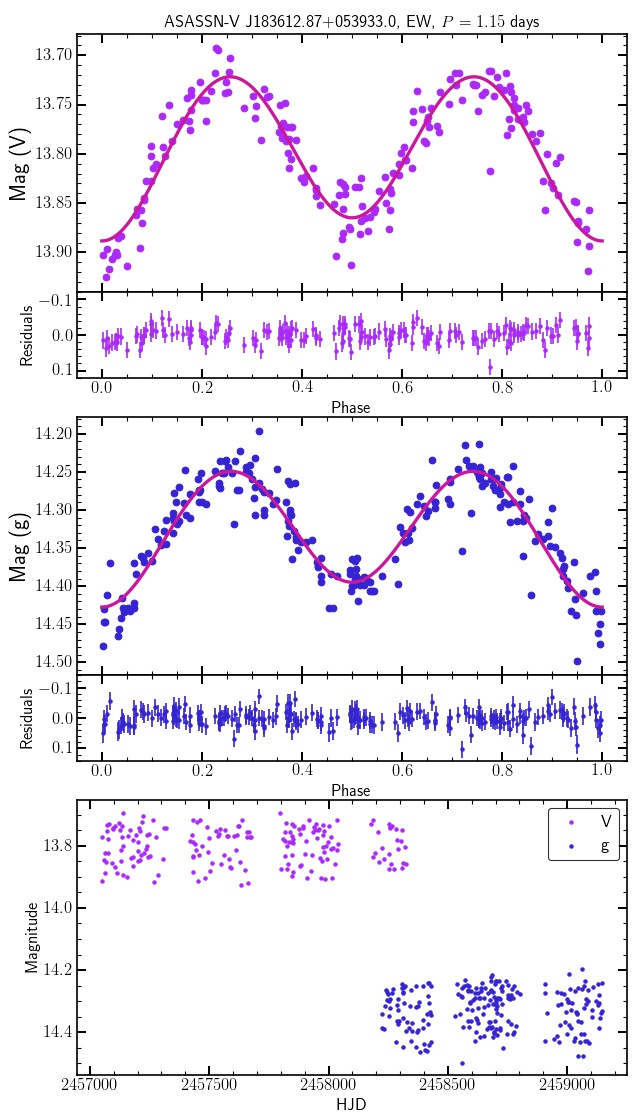 ASASSN-V J183612.87+053933.0, EW, P = 1.15 days
13.70
13.75
13.80
13.85
13.90
Mag (V)
−0.1
0.0
0.1
Residuals
0.0 0.2 0.4 0.6 0.8 1.0
Phase
14.20
14.25
14.30
14.35
14.40
14.45
14.50
Mag (g)
−0.1
0.0
0.1
Residuals
0.0 0.2 0.4 0.6 0.8 1.0
Phase
V
g
13.8
14.0
14.2
14.4
Magnitude
2457000 2457500 2458000 2458500 2459000
HJD